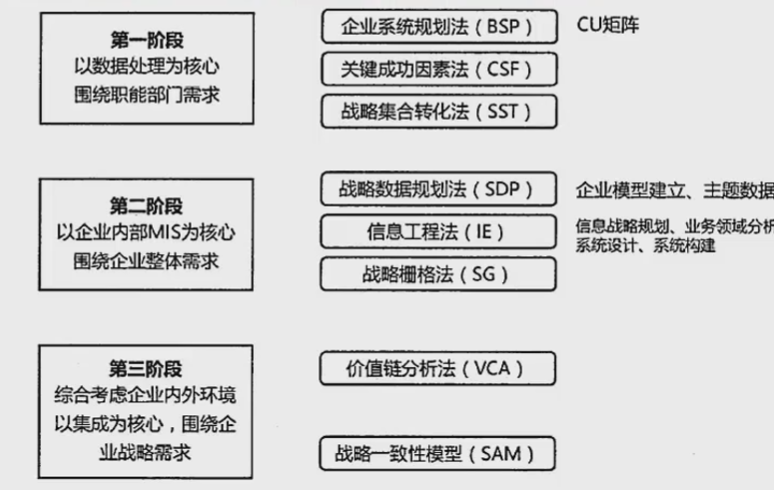 第一阶段
以数据处理为核心
围绕职能部门需求
企业系统规划法（BSP）
CU矩阵
关键成功因素法（CSF）
战略集合转化法（SST）
第二阶段
以企业内部MIS为核心
围绕企业整体需求
战略数据规划法（SDP）
企业模型建立、主题数据
信息工程法（IE）
信息战略规划、业务领域分析
系统设计、系统构建
战略栅格法（SG）
第三阶段
综合考虑企业内外环境
以集成为核心，围绕企
业战略需求
价值链分析法（VCA）
战略一致性模型（SAM）